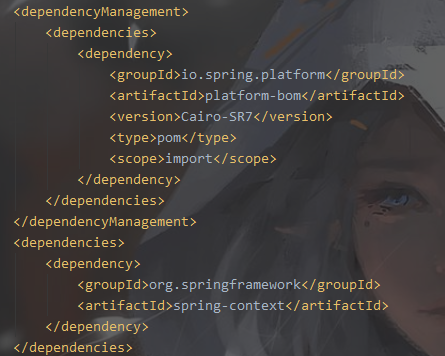 <dependencyManagement>
    <dependencies>
        <dependency>
            <groupId>io.spring.platform</groupId>
            <artifactId>platform-bom</artifactId>
            <version>Cairo-SR7</version>
            <type>pom</type>
            <scope>import</scope>
        </dependency>
    </dependencies>
</dependencyManagement>
<dependencies>
    <dependency>
        <groupId>org.springframework</groupId>
        <artifactId>spring-context</artifactId>
    </dependency>
</dependencies>